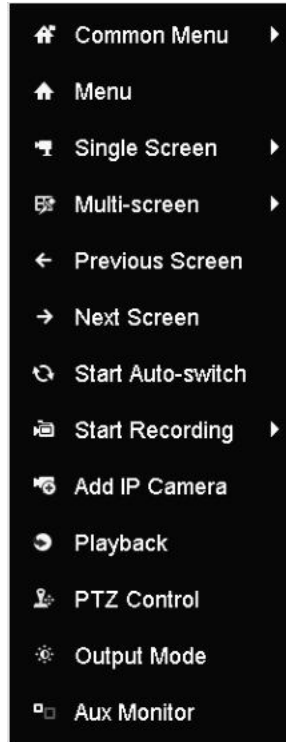 Common Menu
Menu
Single Screen
Multi-screen
Previous Screen
Next Screen
Start Auto-switch
Start Recording
Add IP Camera
Playback
PTZ Control
Output Mode
Aux Monitor